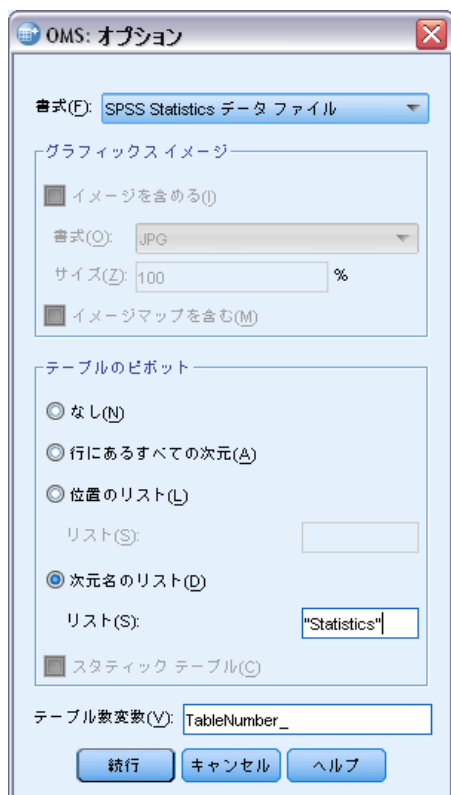 OMS: オプション
書式(F): SPSS Statistics データ ファイル
グラフィックス イメージ
イメージを含める(I)
書式(O): JPG
サイズ(Z): 100 %
イメージマップを含む(M)
テーブルのピボット
なし(N)
行にあるすべての次元(A)
位置のリスト(L)
リスト(S):
次元名のリスト(D)
リスト(S): "Statistics"
スタティック テーブル(C)
テーブル数変数(V): TableNumber_
続行 キャンセル ヘルプ